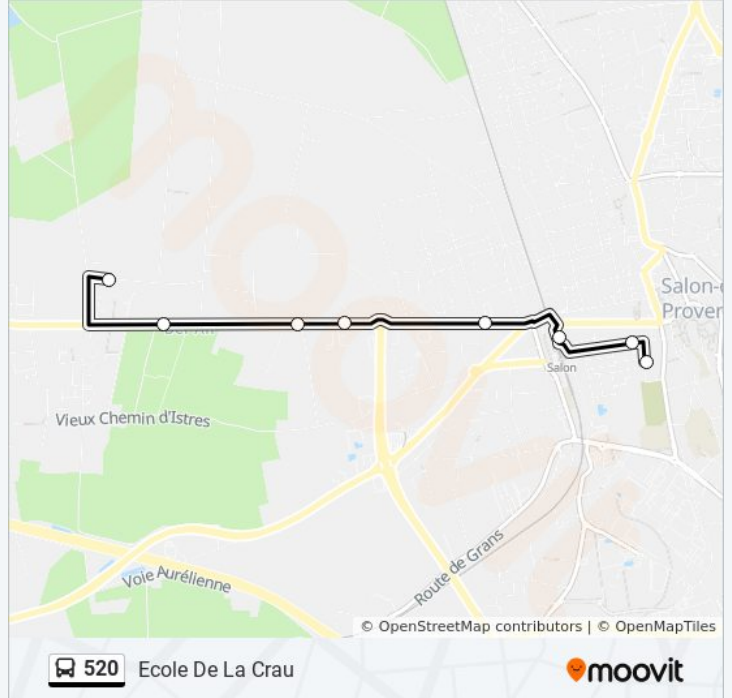 Salon-
Proven
Salon
Vieux Chemin d'Istres
Voie Aurélienne
Route de Grans
© OpenStreetMap contributors | © OpenMapTiles
520 Ecole De La Crau
moovit